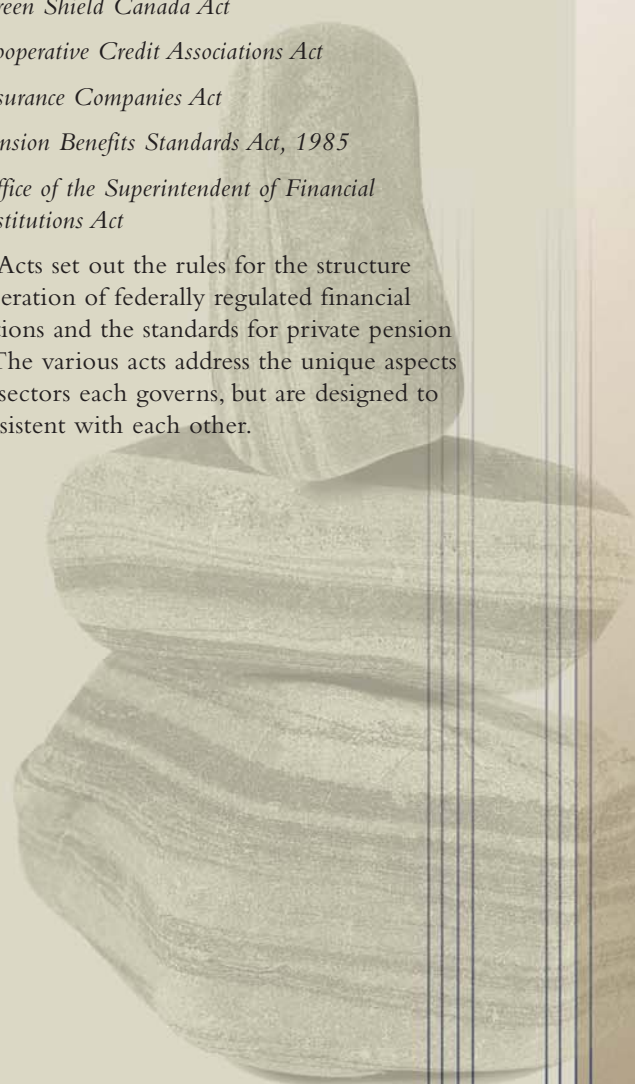 reen Shield Canada Act
ooperative Credit Associations Act
surance Companies Act
nsion Benefits Standards Act, 1985
ffice of the Superintendent of Financial
stitutions Act
Acts set out the rules for the structure
eration of federally regulated financial
tions and the standards for private pension
The various acts address the unique aspects
sectors each governs, but are designed to
sistent with each other.